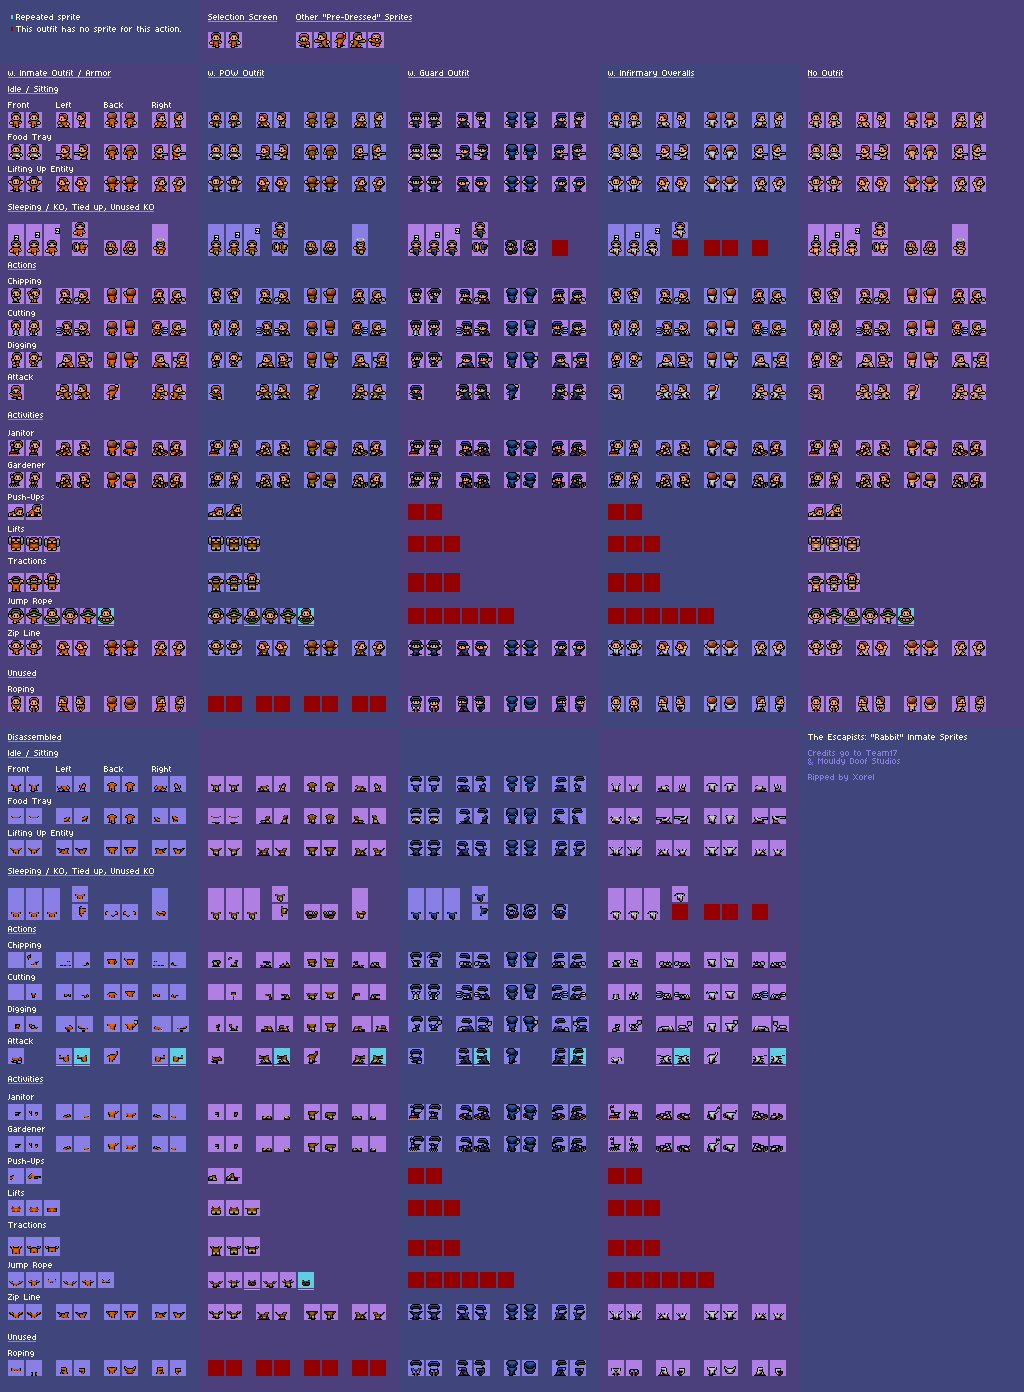 Repeated sprite
This outfit has no sprite for this action.
Selection Screen
Other "Pre-Dressed" Sprites
w. Inmate Outfit / Armor
w. POW Outfit
w. Guard Outfit
w. Infirmary Overalls
No Outfit
Idle / Sitting
Front Left Back Right
Food Tray
Lifting Up Entity
Sleeping / KO, Tied up, Unused KO
Actions
Chipping
Cutting
Digging
Attack
Activities
Janitor
Gardener
Push-Ups
Lifts
Tractions
Jump Rope
Zip Line
Unused
Roping
Disassembled
Idle / Sitting
Front Left Back Right
Food Tray
Lifting Up Entity
Sleeping / KO, Tied up, Unused KO
Actions
Chipping
Cutting
Digging
Attack
Activities
Janitor
Gardener
Push-Ups
Lifts
Tractions
Jump Rope
Zip Line
Unused
Roping
The Escapists: "Rabbit" Inmate Sprites
Credits go to Team17
& Mouldy Door Studios
Ripped by Xorel